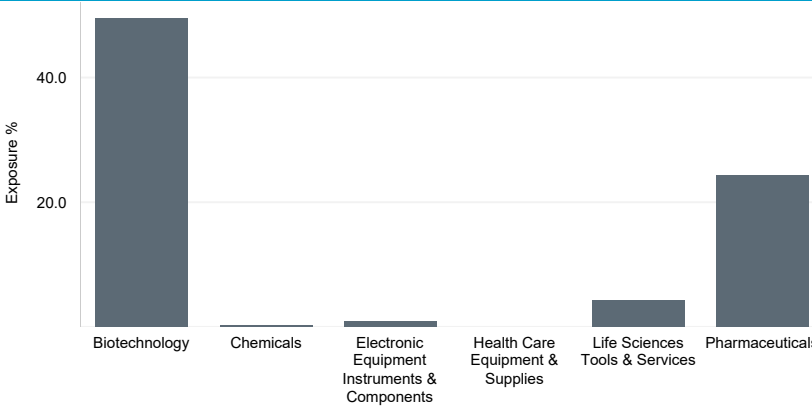 40.0
20.0
Exposure %
Biotechnology
Chemicals
Electronic
Equipment
Instruments &
Components
Health Care
Equipment &
Supplies
Life Sciences
Tools & Services
Pharmaceuticals